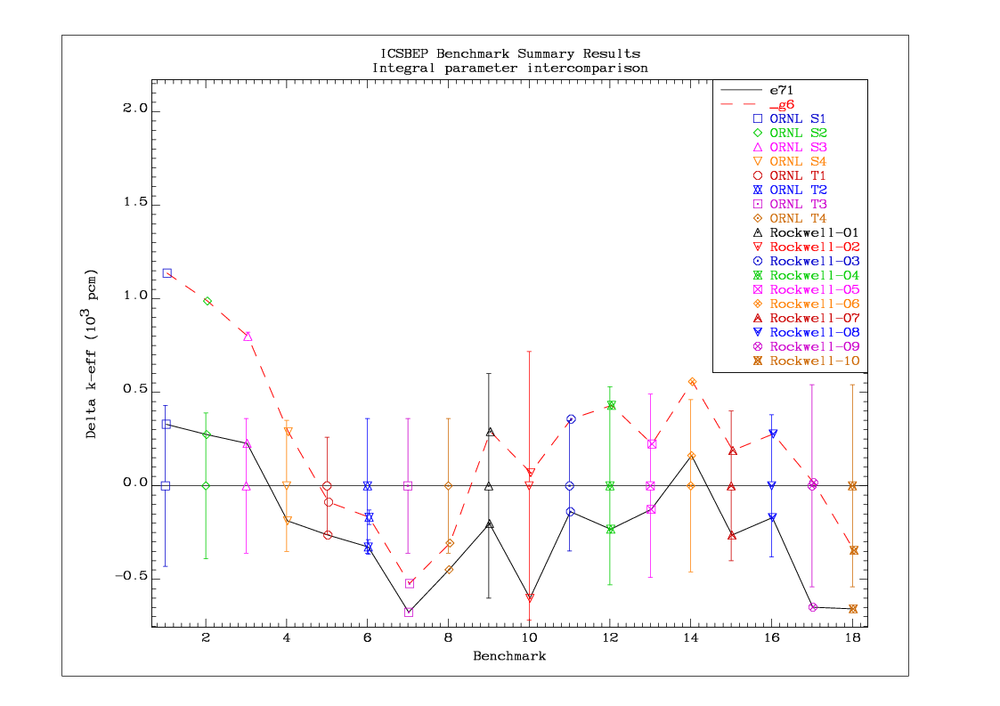 ICSBEP Benchmark Summary Results
Integral parameter intercomparison
e71
_g6
ORNL S1
ORNL S2
ORNL S3
ORNL S4
ORNL T1
ORNL T2
ORNL T3
ORNL T4
Rockwell-01
Rockwell-02
Rockwell-03
Rockwell-04
Rockwell-05
Rockwell-06
Rockwell-07
Rockwell-08
Rockwell-09
Rockwell-10
2.0
1.5
1.0
0.5
0.0
-0.5
Delta k-eff (10³ pcm)
2 4 6 8 10 12 14 16 18
Benchmark